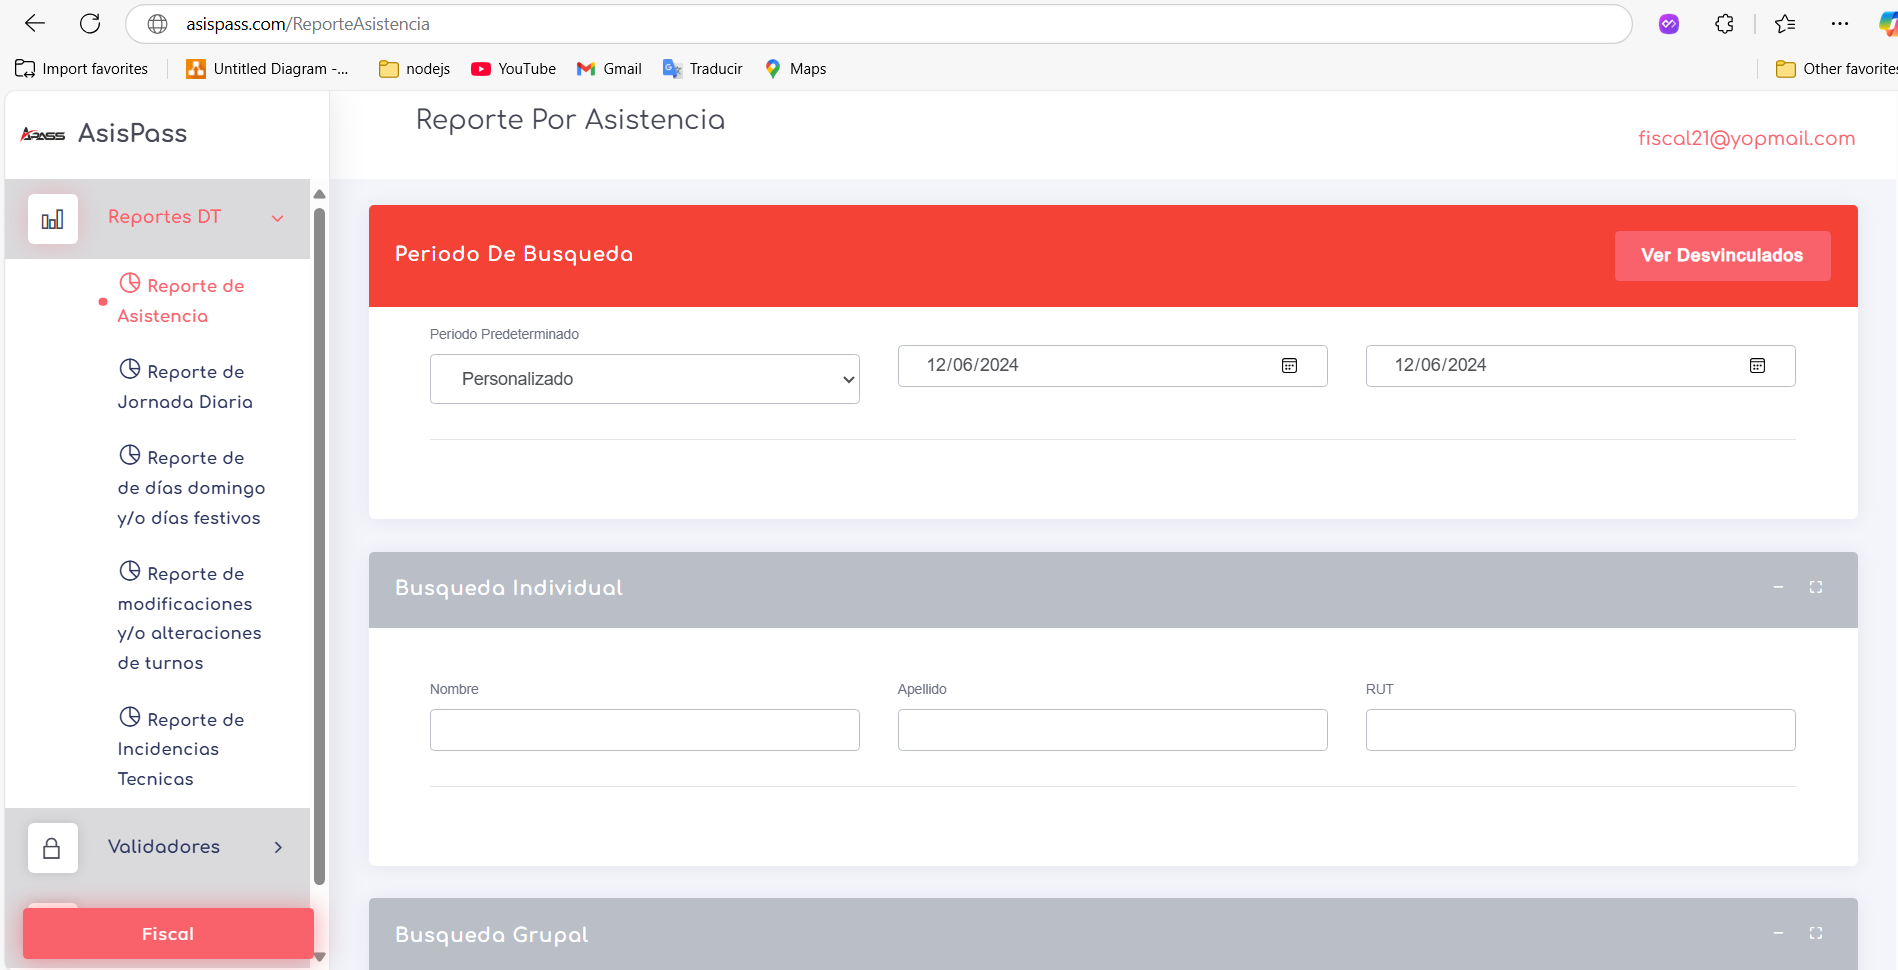 asispass.com/ReporteAsistencia
Import favorites
Untitled Diagram -...
nodejs
YouTube
Gmail
Traducir
Maps
Other favorites
APASS
AsisPass
Reporte Por Asistencia
fiscal21@yopmail.com
Reportes DT
Reporte de
Asistencia
Reporte de
Jornada Diaria
Reporte de
de días domingo
y/o días festivos
Reporte de
modificaciones
y/o alteraciones
de turnos
Reporte de
Incidencias
Tecnicas
Validadores
Fiscal
Periodo De Busqueda
Ver Desvinculados
Periodo Predeterminado
Personalizado
12/06/2024
12/06/2024
Busqueda Individual
Nombre
Apellido
RUT
Busqueda Grupal